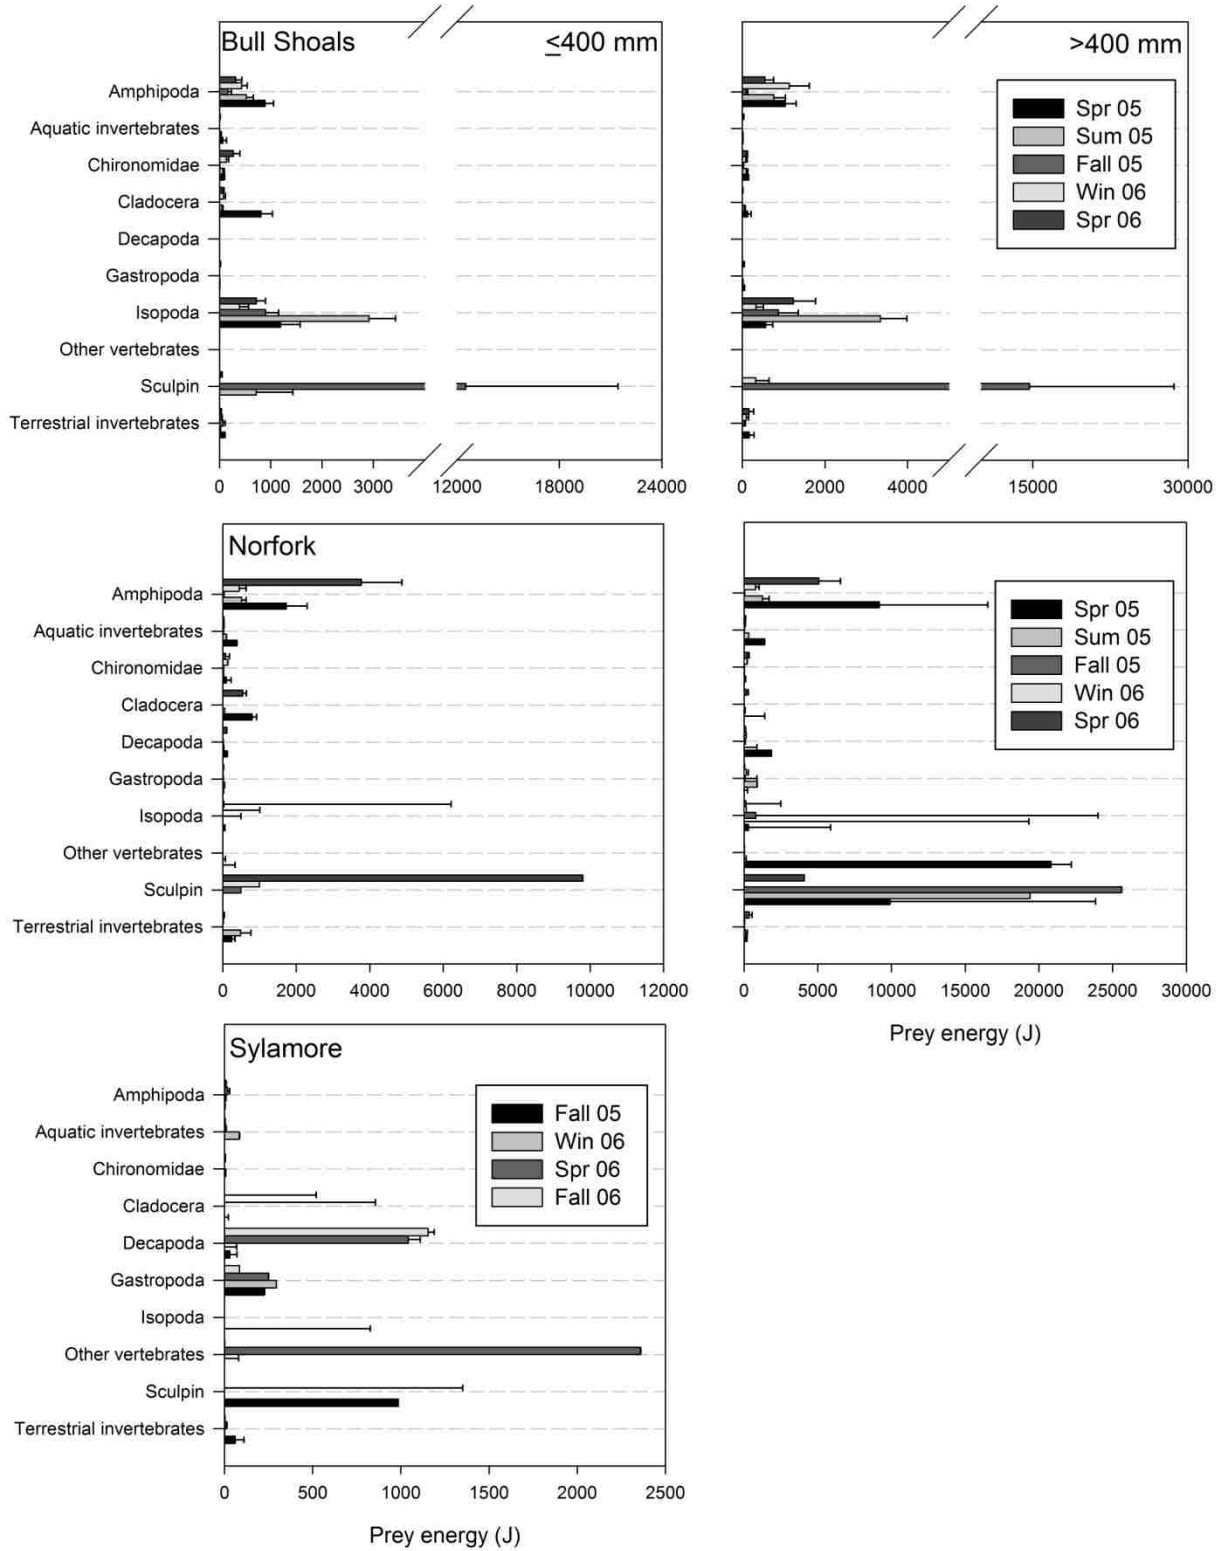 Bull Shoals
≤400 mm
>400 mm
Amphipoda
Aquatic invertebrates
Chironomidae
Cladocera
Decapoda
Gastropoda
Isopoda
Other vertebrates
Sculpin
Terrestrial invertebrates
Spr 05
Sum 05
Fall 05
Win 06
Spr 06
0 1000 2000 3000 12000 18000 24000
0 2000 4000 15000 30000
Norfork
Amphipoda
Aquatic invertebrates
Chironomidae
Cladocera
Decapoda
Gastropoda
Isopoda
Other vertebrates
Sculpin
Terrestrial invertebrates
Spr 05
Sum 05
Fall 05
Win 06
Spr 06
0 2000 4000 6000 8000 10000 12000
0 5000 10000 15000 20000 25000 30000
Prey energy (J)
Sylamore
Amphipoda
Aquatic invertebrates
Chironomidae
Cladocera
Decapoda
Gastropoda
Isopoda
Other vertebrates
Sculpin
Terrestrial invertebrates
Fall 05
Win 06
Spr 06
Fall 06
0 500 1000 1500 2000 2500
Prey energy (J)